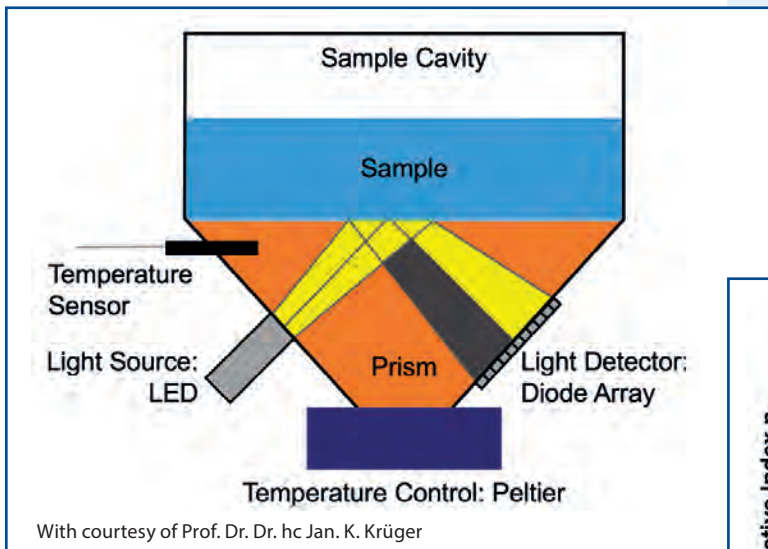 Sample Cavity
Sample
Temperature
Sensor
Light Source:
LED
Prism
Light Detector:
Diode Array
Temperature Control: Peltier
With courtesy of Prof. Dr. Dr. hc Jan. K. Krüger
Index n